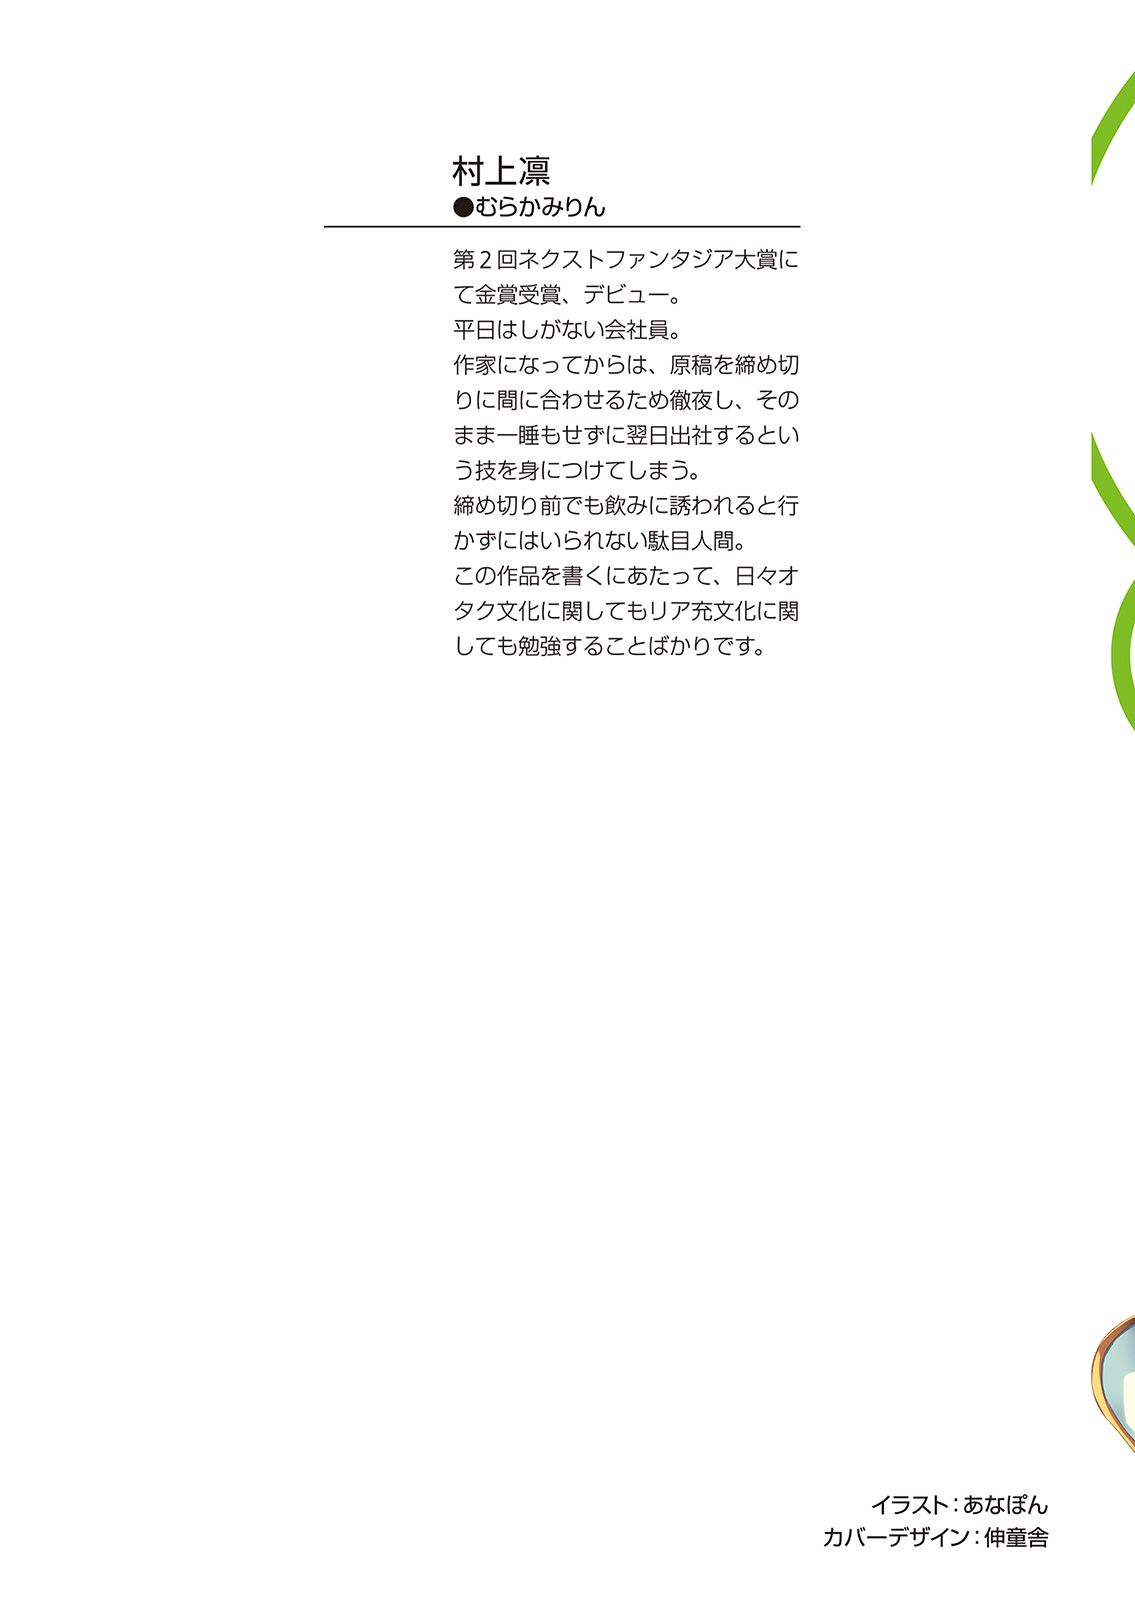 村上凛
●むらかみりん
第2回ネクストファンタジア大賞に
て金賞受賞、デビュー。
平日はしがない会社員。
作家になってからは、原稿を締め切
りに間に合わせるため徹夜し、その
まま一睡もせずに翌日出社するとい
う技を身につけてしまう。
締め切り前でも飲みに誘われると行
かずにはいられない駄目人間。
この作品を書くにあたって、日々オ
タク文化に関してもリア充文化に関
しても勉強することばかりです。
イラスト：あなぽん
カバーデザイン：伸童舎